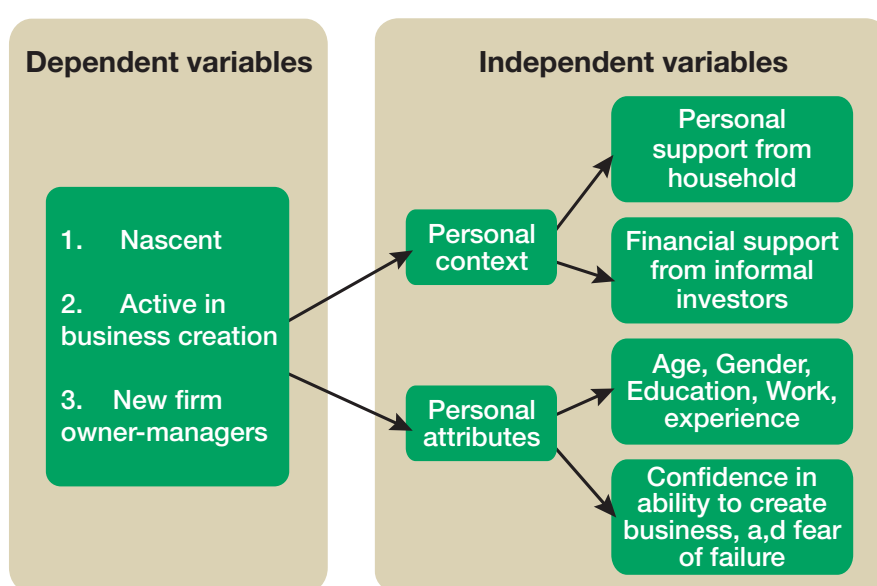 Dependent variables
1. Nascent
2. Active in
business creation
3. New firm
owner-managers
Independent variables
Personal
context
Personal
attributes
Personal
support from
household
Financial support
from informal
investors
Age, Gender,
Education, Work,
experience
Confidence in
ability to create
business, a,d fear
of failure